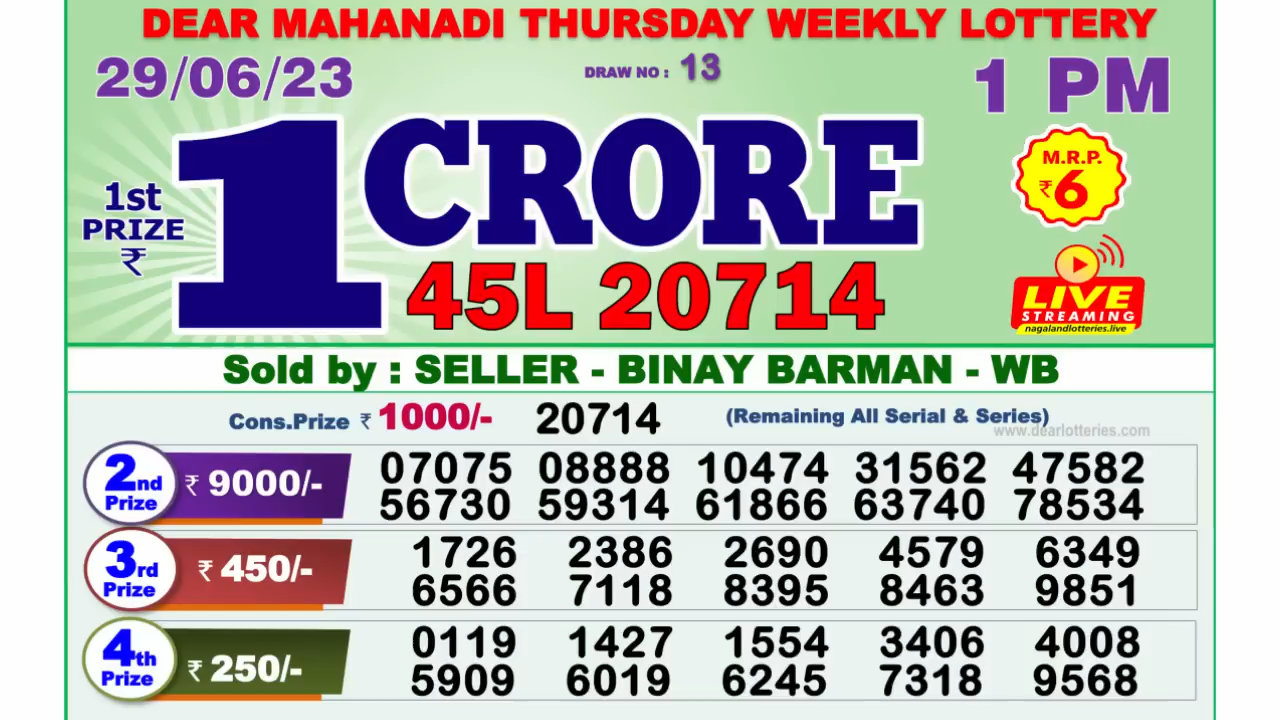 DEAR MAHANADI THURSDAY WEEKLY LOTTERY
29/06/23
DRAW NO : 13
1 PM
1st
PRIZE
₹
1 CRORE
45L 20714
M.R.P.
₹6
LIVE
STREAMING
nagalandlotteries.live
Sold by : SELLER - BINAY BARMAN - WB
Cons.Prize ₹ 1000/- 20714 (Remaining All Serial & Series)
www.dearlotteries.com
2nd Prize ₹ 9000/-
07075 08888 10474 31562 47582
56730 59314 61866 63740 78534
3rd Prize ₹ 450/-
1726 2386 2690 4579 6349
6566 7118 8395 8463 9851
4th Prize ₹ 250/-
0119 1427 1554 3406 4008
5909 6019 6245 7318 9568